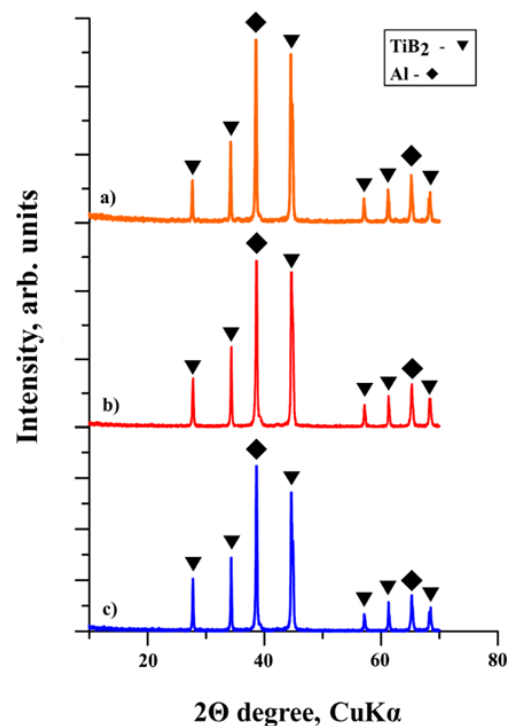 TiB2 - ▼
Al - ◆
a)
b)
c)
Intensity, arb. units
20
40
60
80
2Θ degree, CuKα